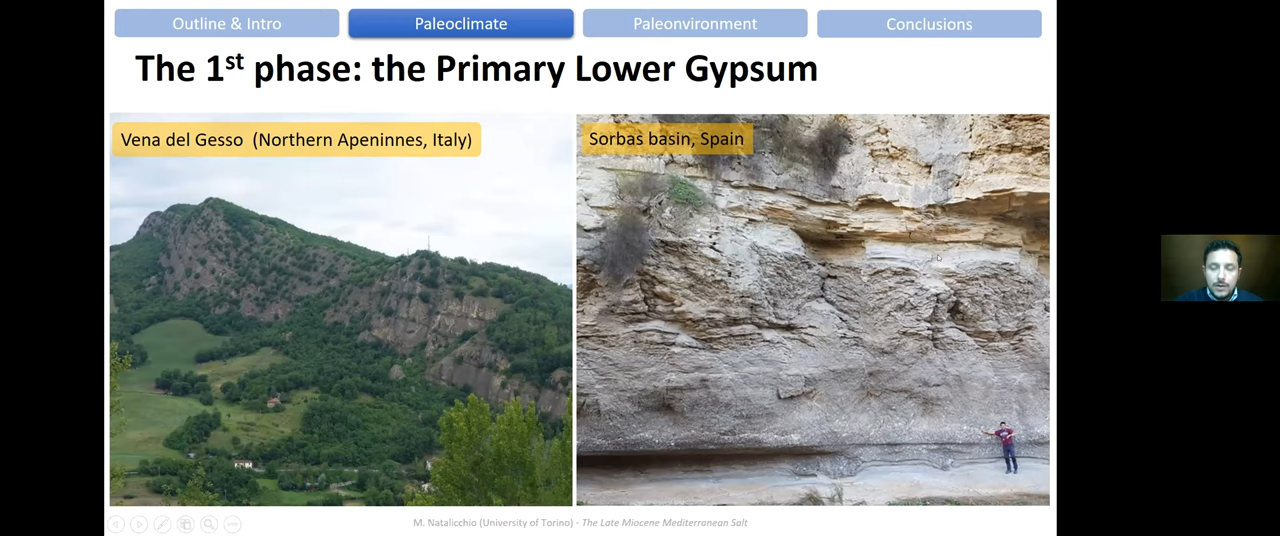 Outline & Intro
Paleoclimate
Paleonvironment
Conclusions
The 1st phase: the Primary Lower Gypsum
Vena del Gesso (Northern Apeninnes, Italy)
Sorbas basin, Spain
M. Natalicchio (University of Torino) - The Late Miocene Mediterranean Salt